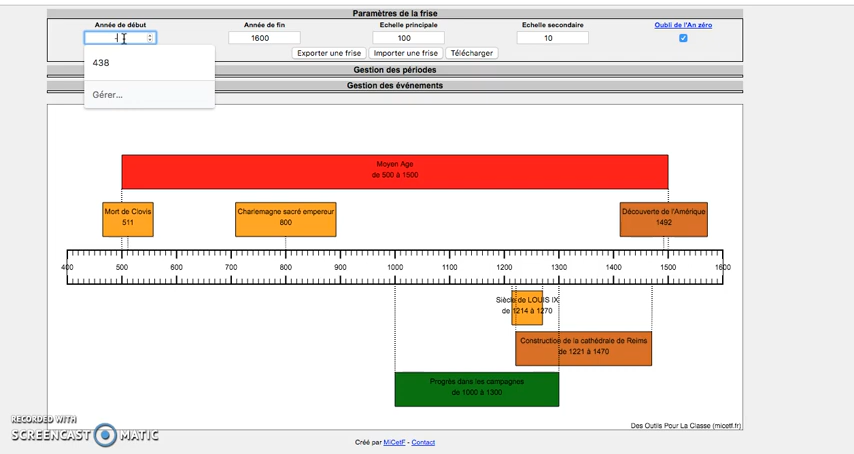 Paramètres de la frise
Année de début Année de fin Echelle principale Echelle secondaire Oubli de l'An zéro
- 1600 100 10
438
Gérer...
Exporter une frise Importer une frise Télécharger
Gestion des périodes
Gestion des événements
Moyen Age
de 500 à 1500
Mort de Clovis
511
Charlemagne sacré empereur
800
Découverte de l'Amérique
1492
400 500 600 700 800 900 1000 1100 1200 1300 1400 1500 1600
Siècle de LOUIS IX
de 1214 à 1270
Construction de la cathédrale de Reims
de 1221 à 1470
Progrès dans les campagnes
de 1000 à 1300
Des Outils Pour La Classe (micetf.fr)
RECORDED WITH
SCREENCAST MATIC
Créé par MiCetF - Contact